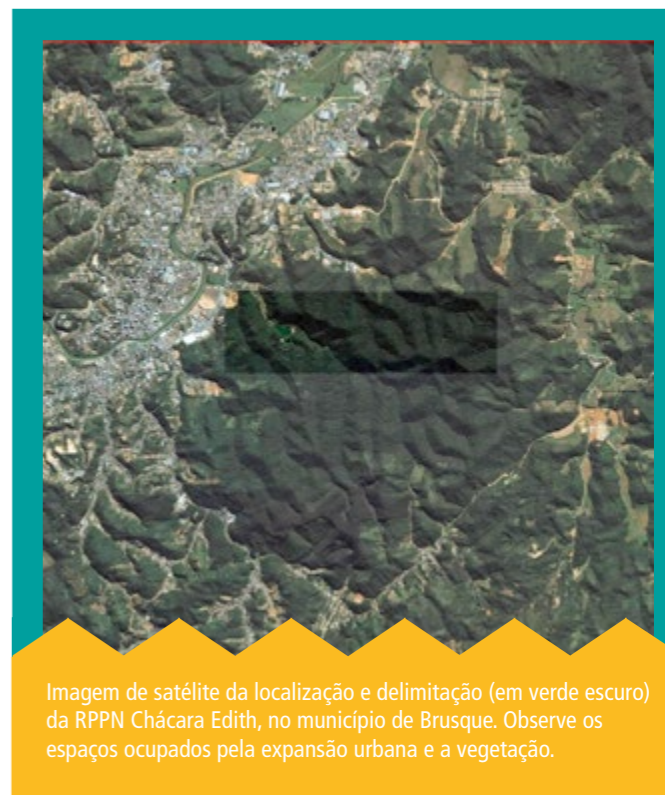 Imagem de satélite da localização e delimitação (em verde escuro)
da RPPN Chácara Edith, no município de Brusque. Observe os
espaços ocupados pela expansão urbana e a vegetação.